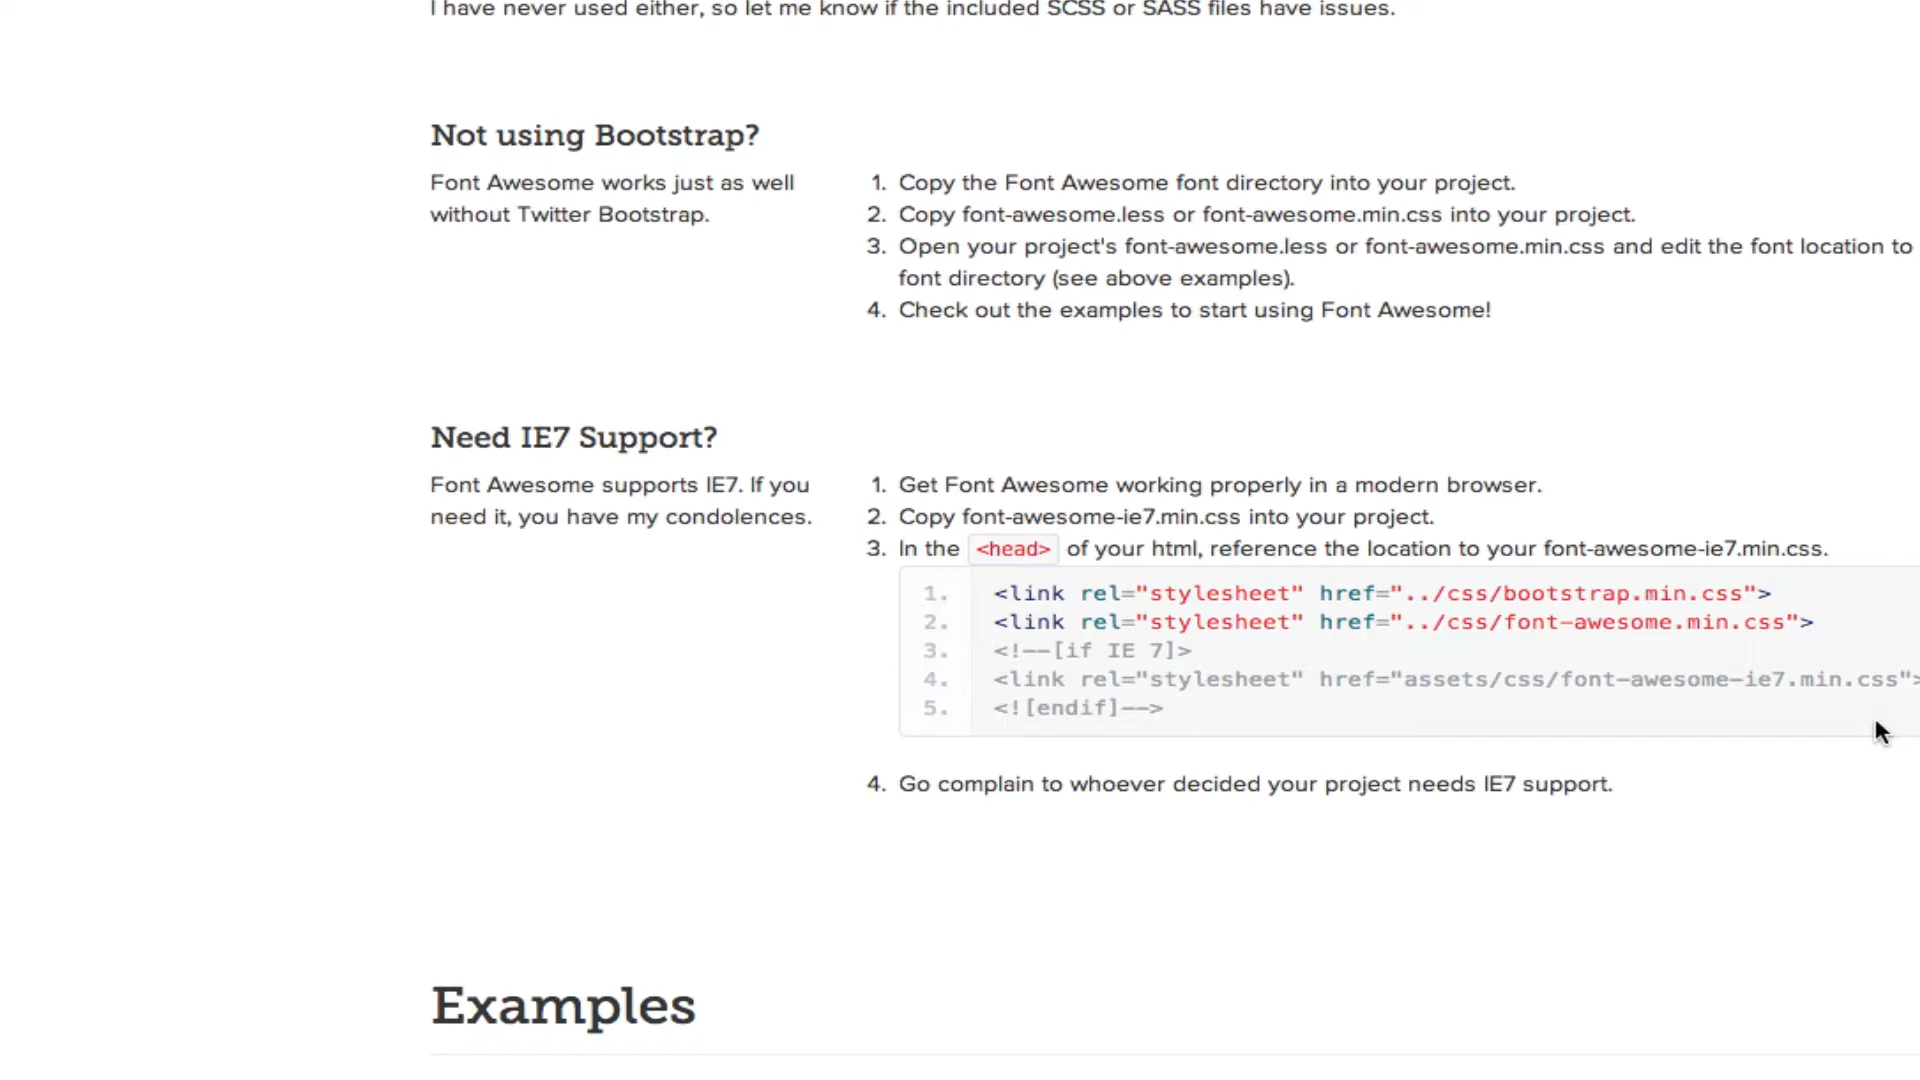 I have never used either, so let me know if the included SCSS or SASS files have issues.
Not using Bootstrap?
Font Awesome works just as well
without Twitter Bootstrap.
1. Copy the Font Awesome font directory into your project.
2. Copy font-awesome.less or font-awesome.min.css into your project.
3. Open your project's font-awesome.less or font-awesome.min.css and edit the font location to
font directory (see above examples).
4. Check out the examples to start using Font Awesome!
Need IE7 Support?
Font Awesome supports IE7. If you
need it, you have my condolences.
1. Get Font Awesome working properly in a modern browser.
2. Copy font-awesome-ie7.min.css into your project.
3. In the <head> of your html, reference the location to your font-awesome-ie7.min.css.
1. <link rel="stylesheet" href="../css/bootstrap.min.css">
2. <link rel="stylesheet" href="../css/font-awesome.min.css">
3. <!--[if IE 7]>
4. <link rel="stylesheet" href="assets/css/font-awesome-ie7.min.css">
5. <![endif]-->
4. Go complain to whoever decided your project needs IE7 support.
Examples